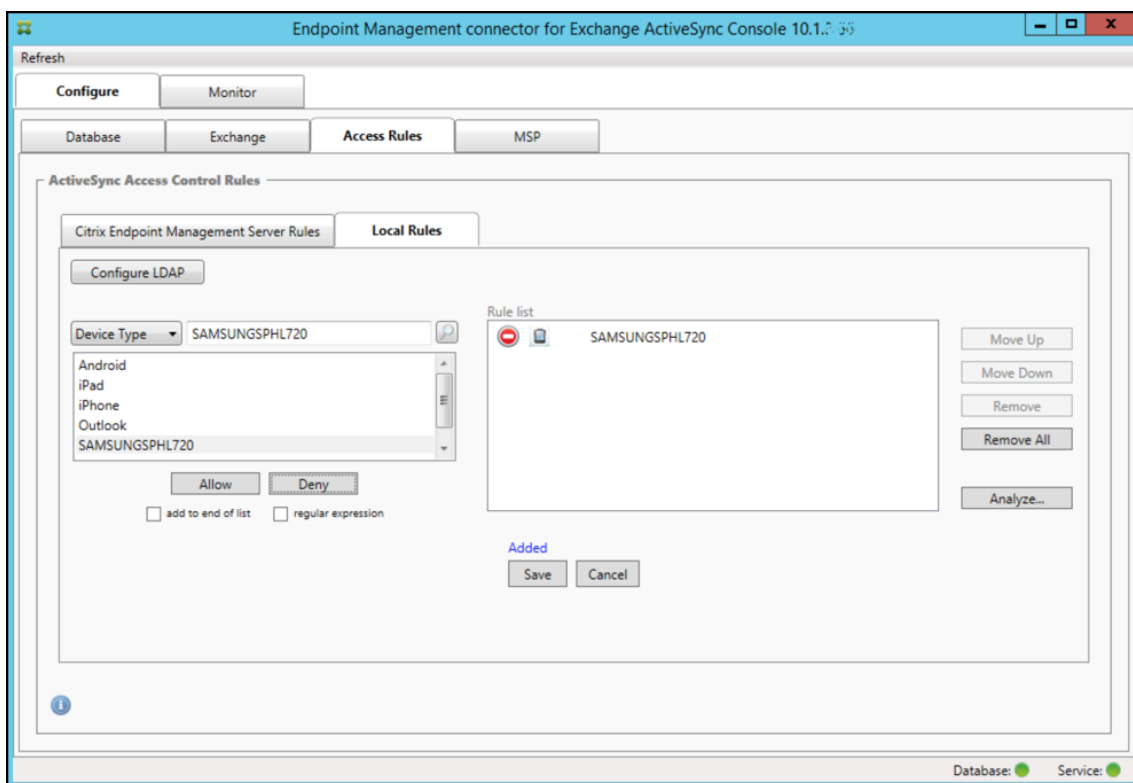 Endpoint Management connector for Exchange ActiveSync Console
Refresh
Configure Monitor
Database Exchange Access Rules MSP
ActiveSync Access Control Rules
Citrix Endpoint Management Server Rules Local Rules
Configure LDAP
Rule list
Device Type SAMSUNGSPHL720
SAMSUNGSPHL720
Move Up
Android
iPad
iPhone
Outlook
SAMSUNGSPHL720
Move Down
Remove
Remove All
Allow Deny
Analyze...
add to end of list regular expression
Added
Save Cancel
Database: Service: